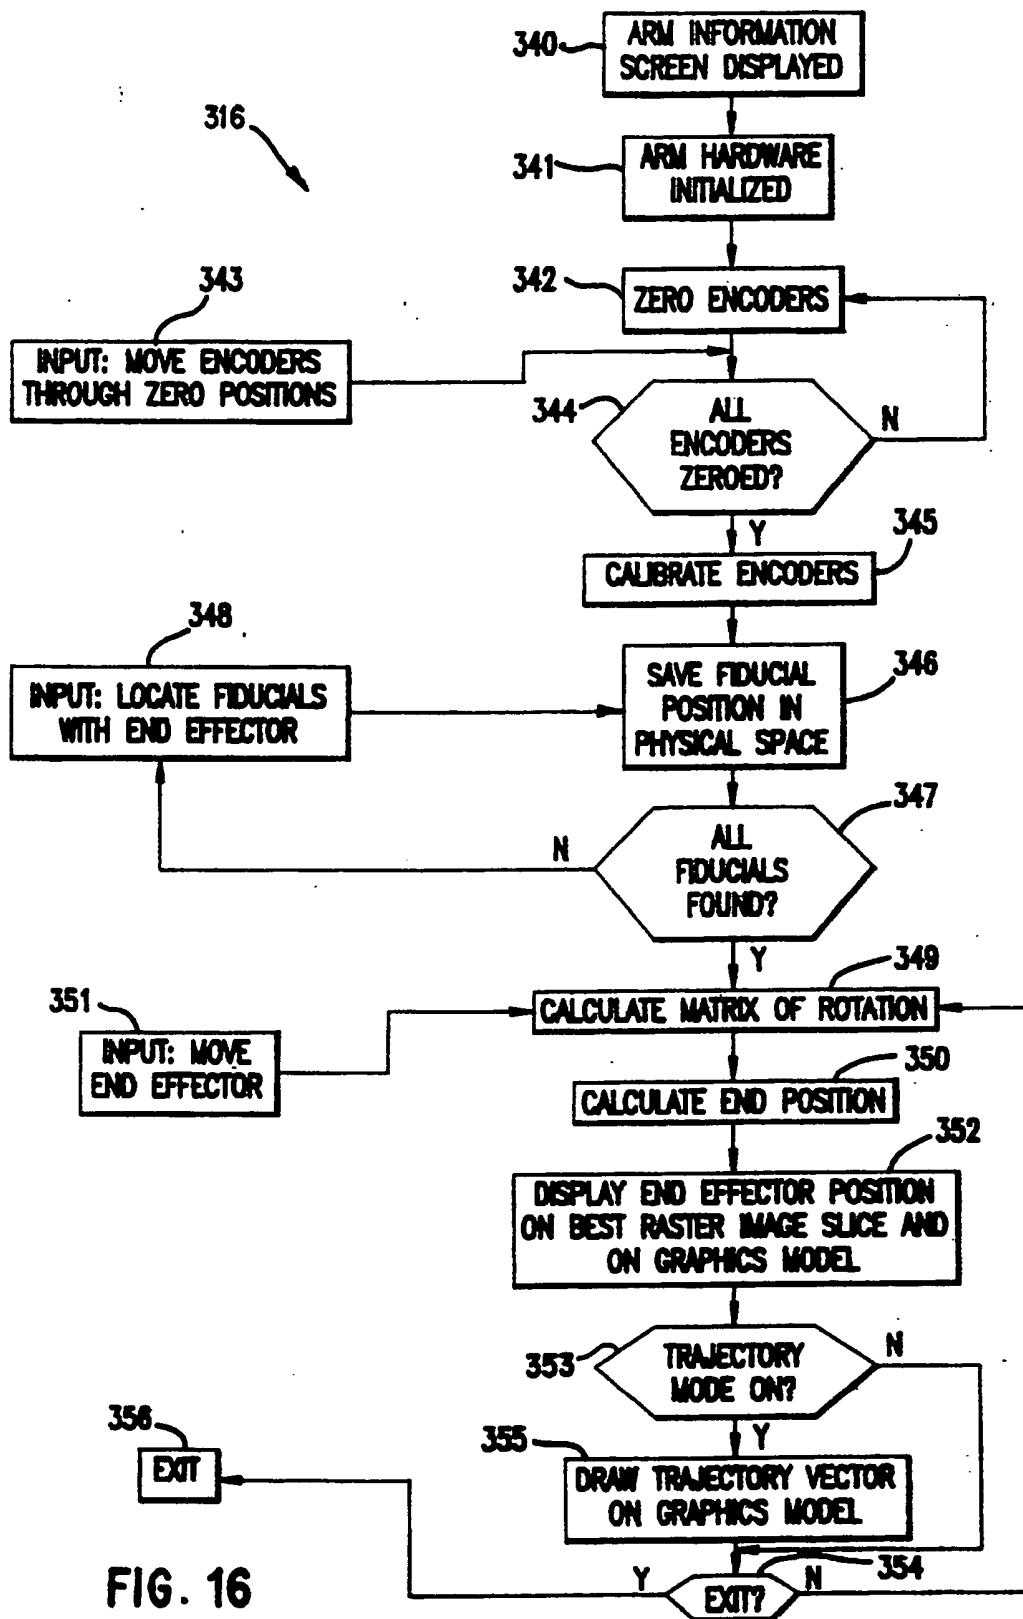 340
ARM INFORMATION
SCREEN DISPLAYED
316
341
ARM HARDWARE
INITIALIZED
343
342
ZERO ENCODERS
INPUT: MOVE ENCODERS
THROUGH ZERO POSITIONS
344
ALL
ENCODERS
ZEROED?
N
Y
345
CALIBRATE ENCODERS
348
INPUT: LOCATE FIDUCIALS
WITH END EFFECTOR
346
SAVE FIDUCIAL
POSITION IN
PHYSICAL SPACE
347
ALL
FIDUCIALS
FOUND?
N
Y
349
351
CALCULATE MATRIX OF ROTATION
INPUT: MOVE
END EFFECTOR
350
CALCULATE END POSITION
352
DISPLAY END EFFECTOR POSITION
ON BEST RASTER IMAGE SLICE AND
ON GRAPHICS MODEL
353
TRAJECTORY
MODE ON?
N
Y
356
EXIT
355
DRAW TRAJECTORY VECTOR
ON GRAPHICS MODEL
354
Y
EXIT?
N
FIG. 16